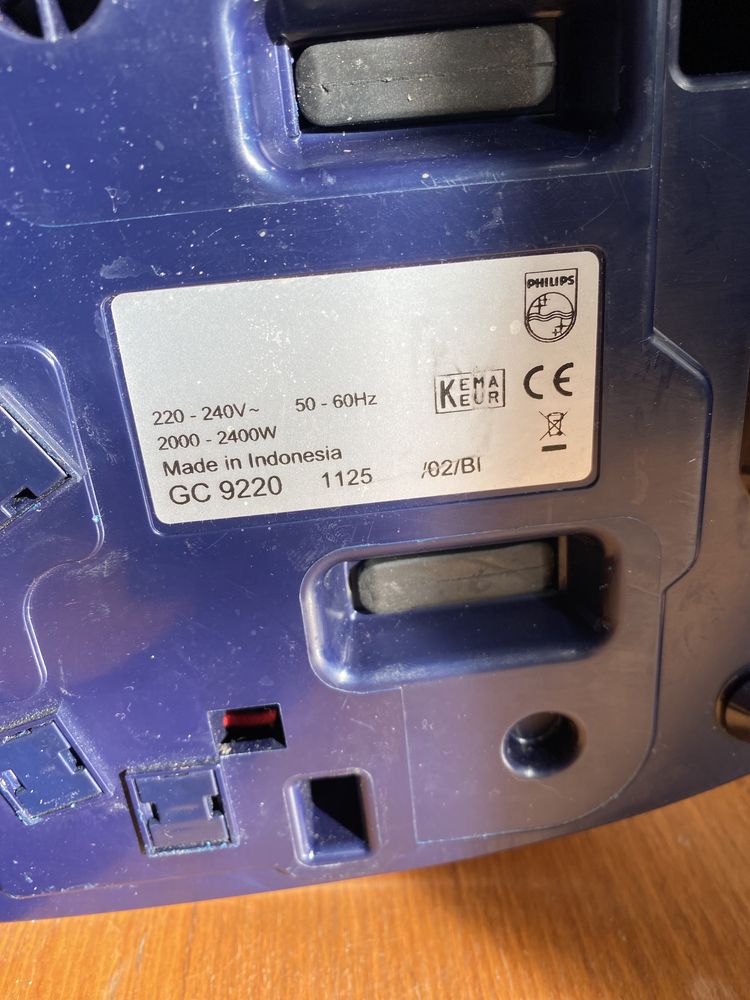 PHILIPS
KEMA
KEUR
CE
220 - 240V~ 50 - 60Hz
2000 - 2400W
Made in Indonesia
GC 9220 1125 /02/BI